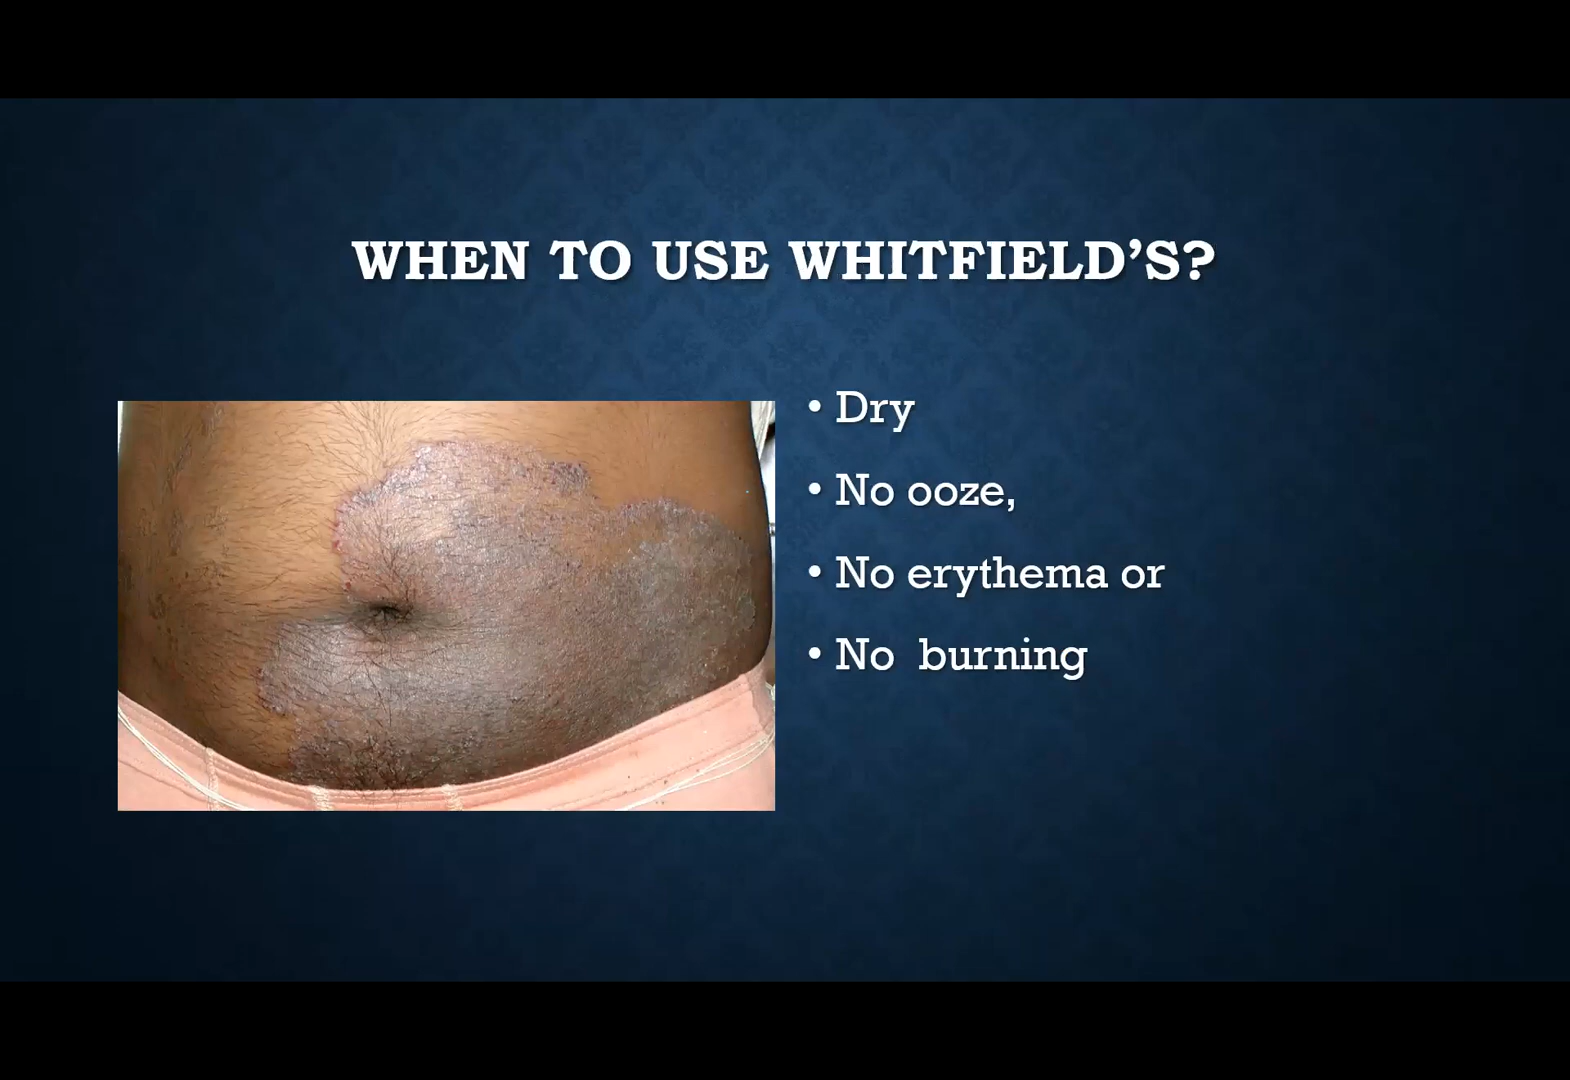 WHEN TO USE WHITFIELD’S?
• Dry
• No ooze,
• No erythema or
• No  burning